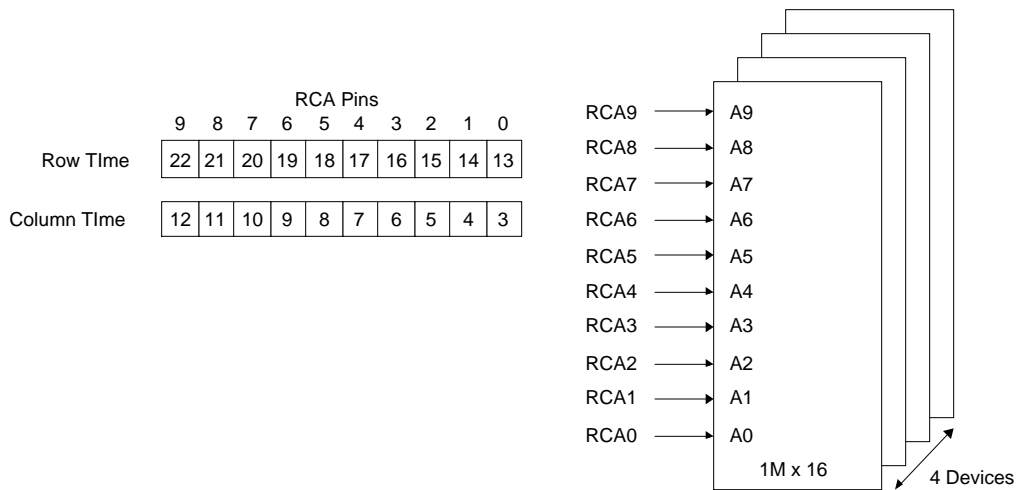 RCA Pins
9 8 7 6 5 4 3 2 1 0
Row TIme 22 21 20 19 18 17 16 15 14 13
Column TIme 12 11 10 9 8 7 6 5 4 3
RCA9 A9
RCA8 A8
RCA7 A7
RCA6 A6
RCA5 A5
RCA4 A4
RCA3 A3
RCA2 A2
RCA1 A1
RCA0 A0
1M x 16
4 Devices